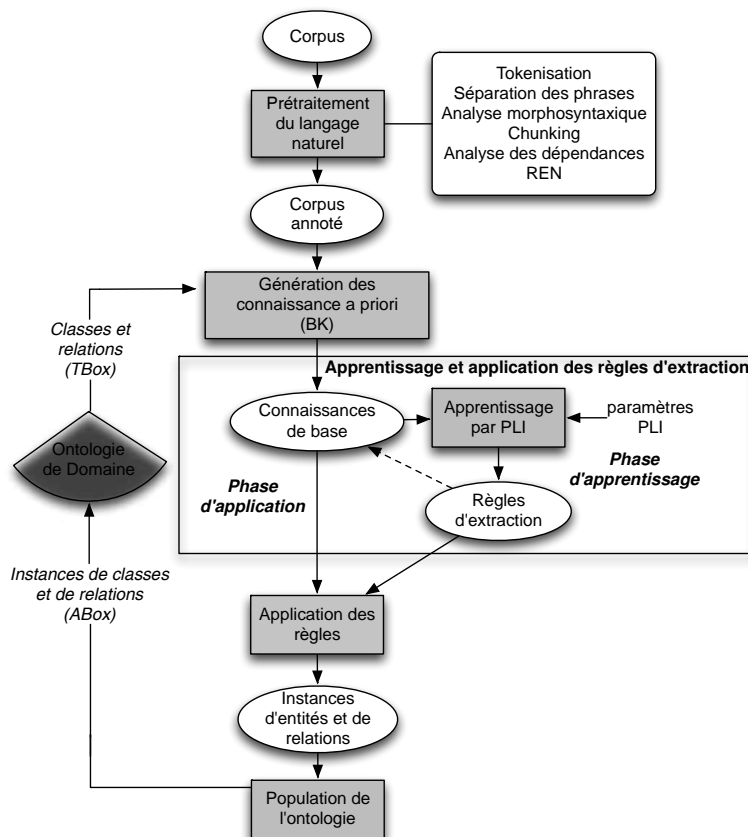 Corpus
Prétraitement
du langage
naturel
Tokenisation
Séparation des phrases
Analyse morphosyntaxique
Chunking
Analyse des dépendances
REN
Corpus
annoté
Génération des
connaissance a priori
(BK)
Classes et
relations
(TBox)
Apprentissage et application des règles d'extraction
Connaissances
de base
Apprentissage
par PLI
paramètres
PLI
Ontologie
de Domaine
Phase
d'application
Phase
d'apprentissage
Règles
d'extraction
Instances de classes
et de relations
(ABox)
Application des
règles
Instances
d'entités et de
relations
Population de
l'ontologie